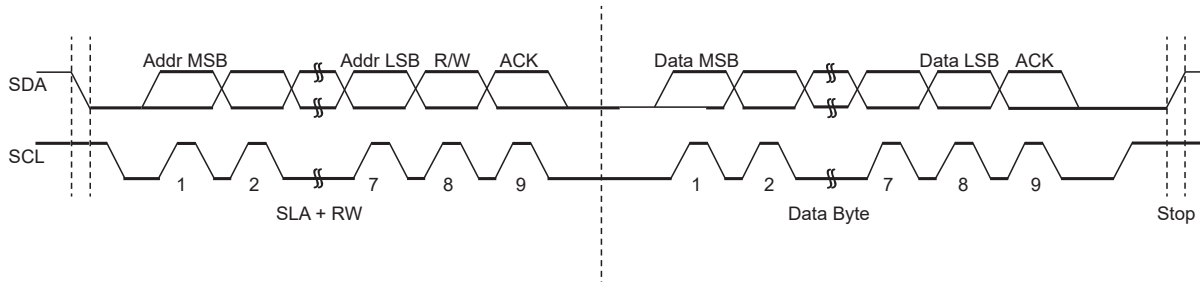 Addr MSB Addr LSB R/W ACK Data MSB Data LSB ACK
SDA
SCL
1 2 7 8 9 1 2 7 8 9
SLA + RW Data Byte Stop